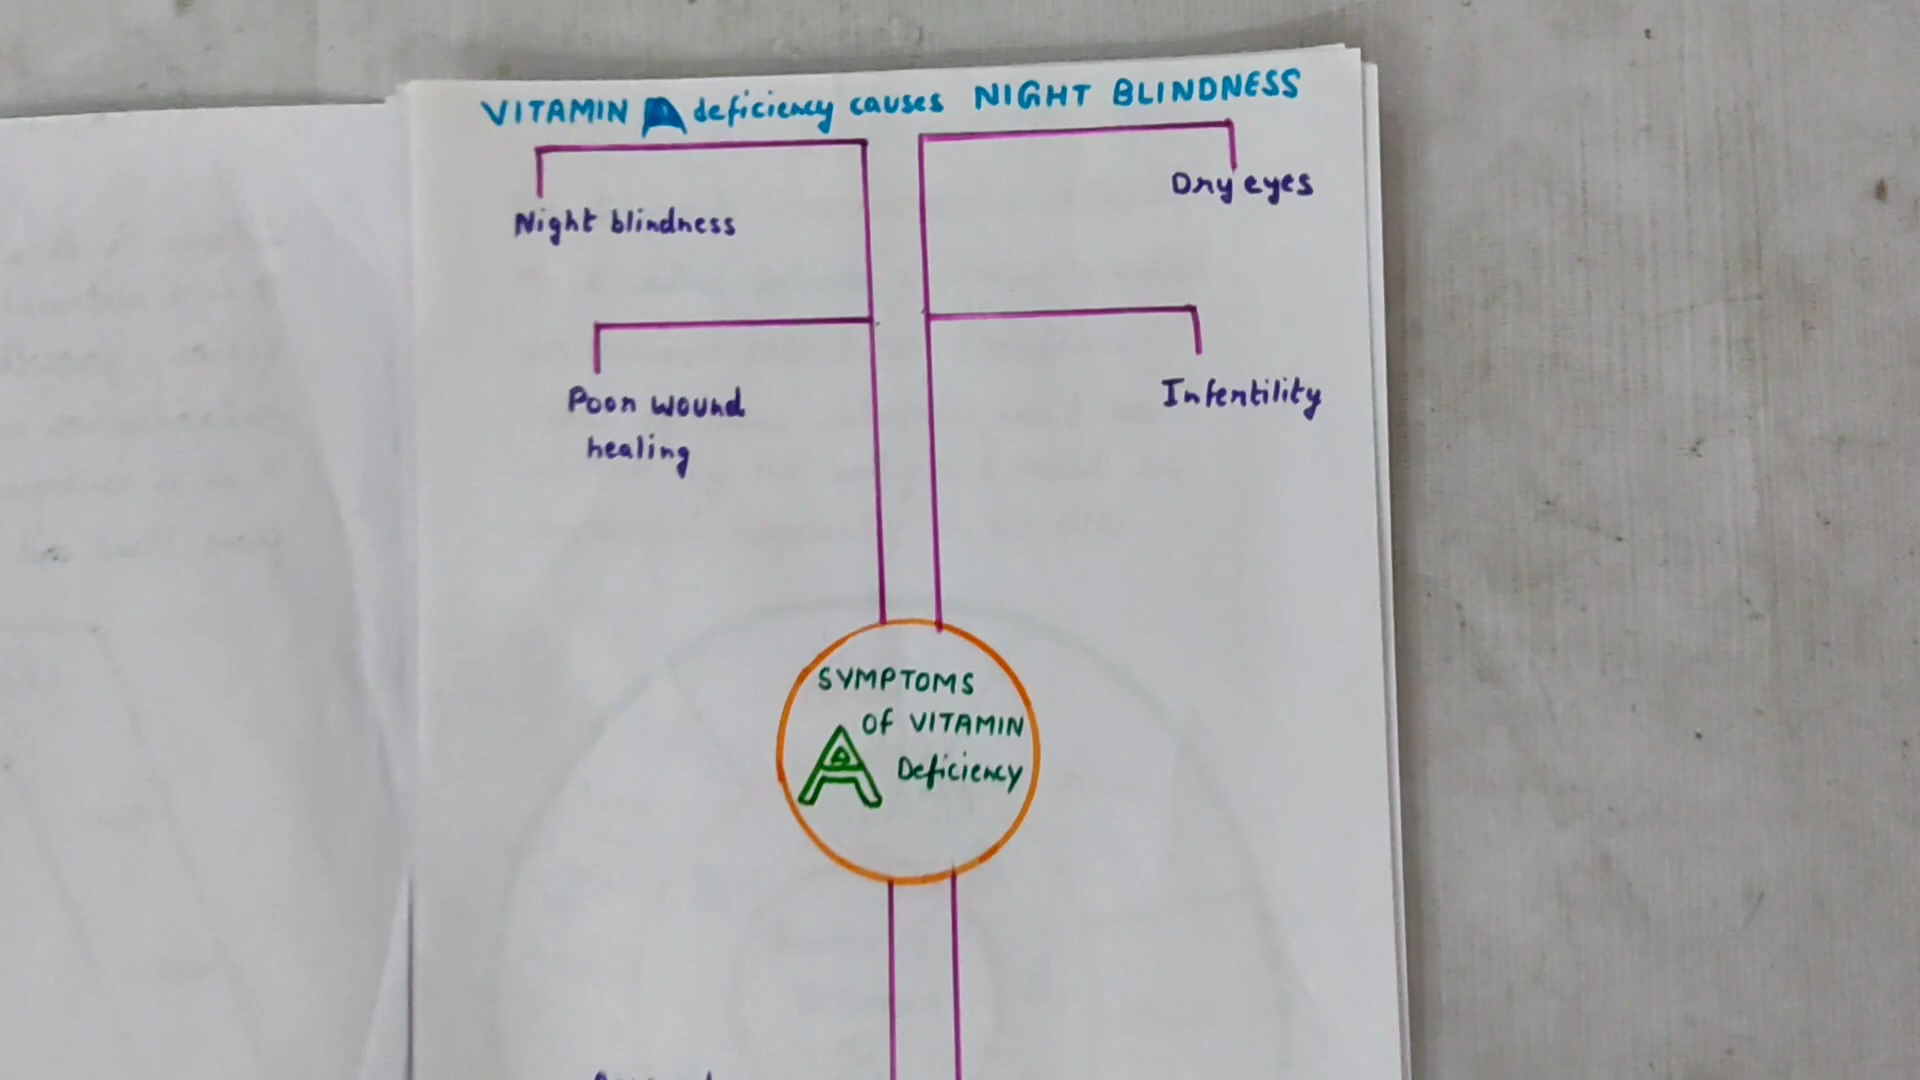 VITAMIN A deficiency causes NIGHT BLINDNESS
Dry eyes
Night blindness
Infertility
Poor wound
healing
SYMPTOMS
Of VITAMIN
A Deficiency